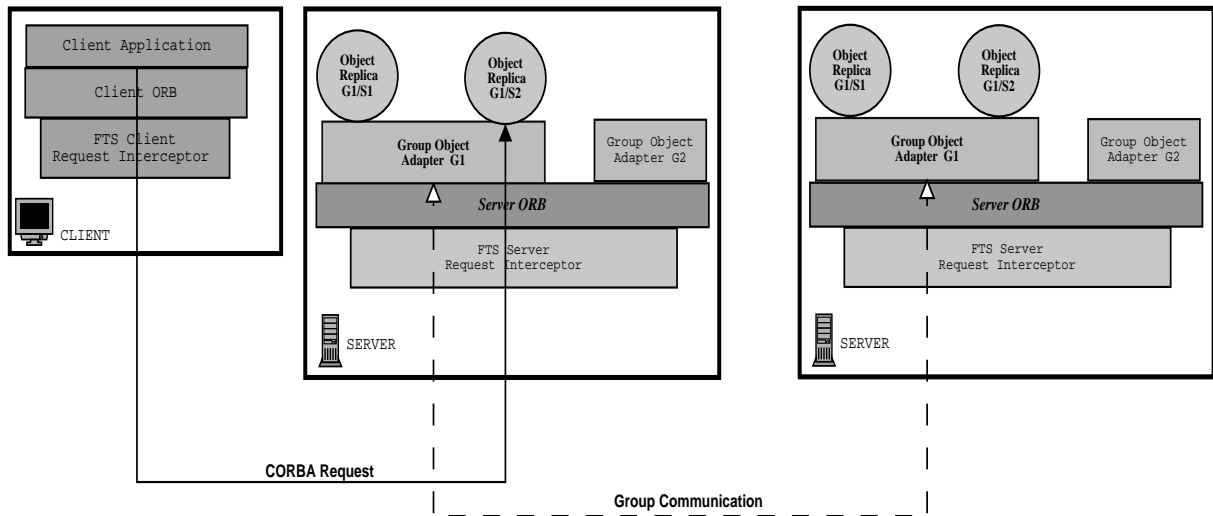 Client Application
Client ORB
FTS Client
Request Interceptor
CLIENT
Object
Replica
G1/S1
Object
Replica
G1/S2
Group Object
Adapter G1
Group Object
Adapter G2
Server ORB
FTS Server
Request Interceptor
SERVER
Object
Replica
G1/S1
Object
Replica
G1/S2
Group Object
Adapter G1
Group Object
Adapter G2
Server ORB
FTS Server
Request Interceptor
SERVER
CORBA Request
Group Communication